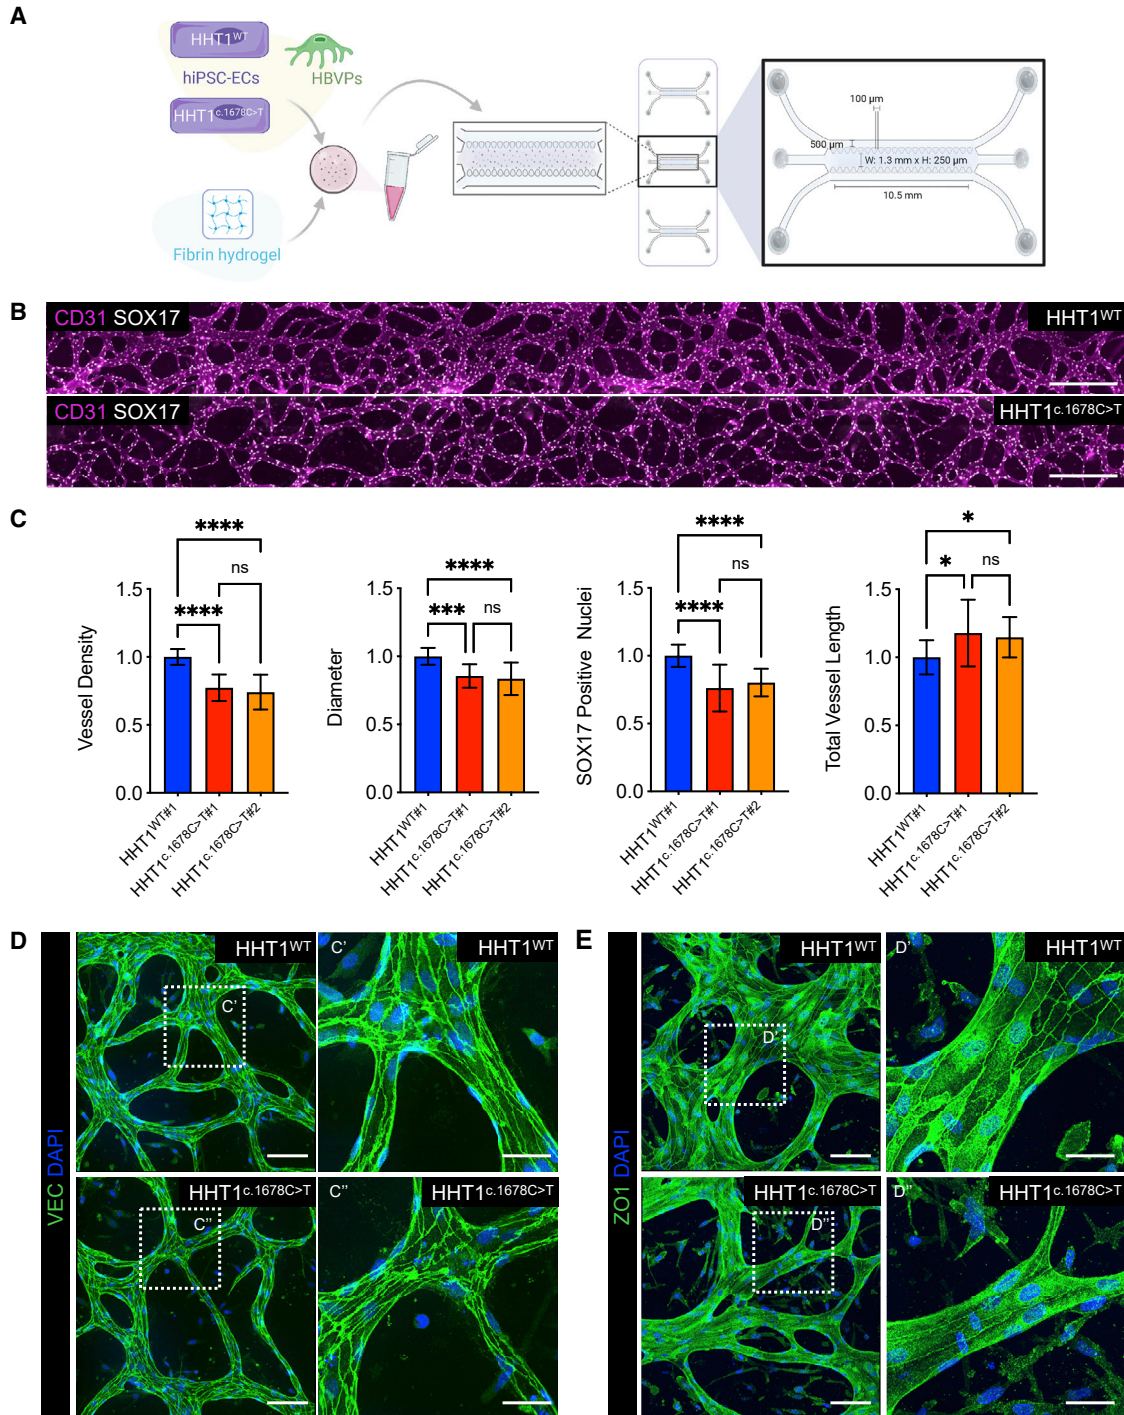 A
HHT1WT
hiPSC-ECs
HBVPs
HHT1c.1678C>T
Fibrin hydrogel
100 µm
500 µm
W: 1.3 mm x H: 250 µm
10.5 mm
B
CD31 SOX17
HHT1WT
CD31 SOX17
HHT1c.1678C>T
C
Vessel Density
1.5
1.0
0.5
0.0
****
****
ns
HHT1WT#1
HHT1c.1678C>T#1
HHT1c.1678C>T#2
Diameter
1.5
1.0
0.5
0.0
****
***
ns
HHT1WT#1
HHT1c.1678C>T#1
HHT1c.1678C>T#2
SOX17 Positive Nuclei
1.5
1.0
0.5
0.0
****
****
ns
HHT1WT#1
HHT1c.1678C>T#1
HHT1c.1678C>T#2
Total Vessel Length
1.5
1.0
0.5
0.0
*
*
ns
HHT1WT#1
HHT1c.1678C>T#1
HHT1c.1678C>T#2
D
VEC DAPI
HHT1WT
C'
C'
HHT1WT
HHT1c.1678C>T
C''
C''
HHT1c.1678C>T
E
ZO1 DAPI
HHT1WT
D'
D'
HHT1WT
HHT1c.1678C>T
D''
D''
HHT1c.1678C>T